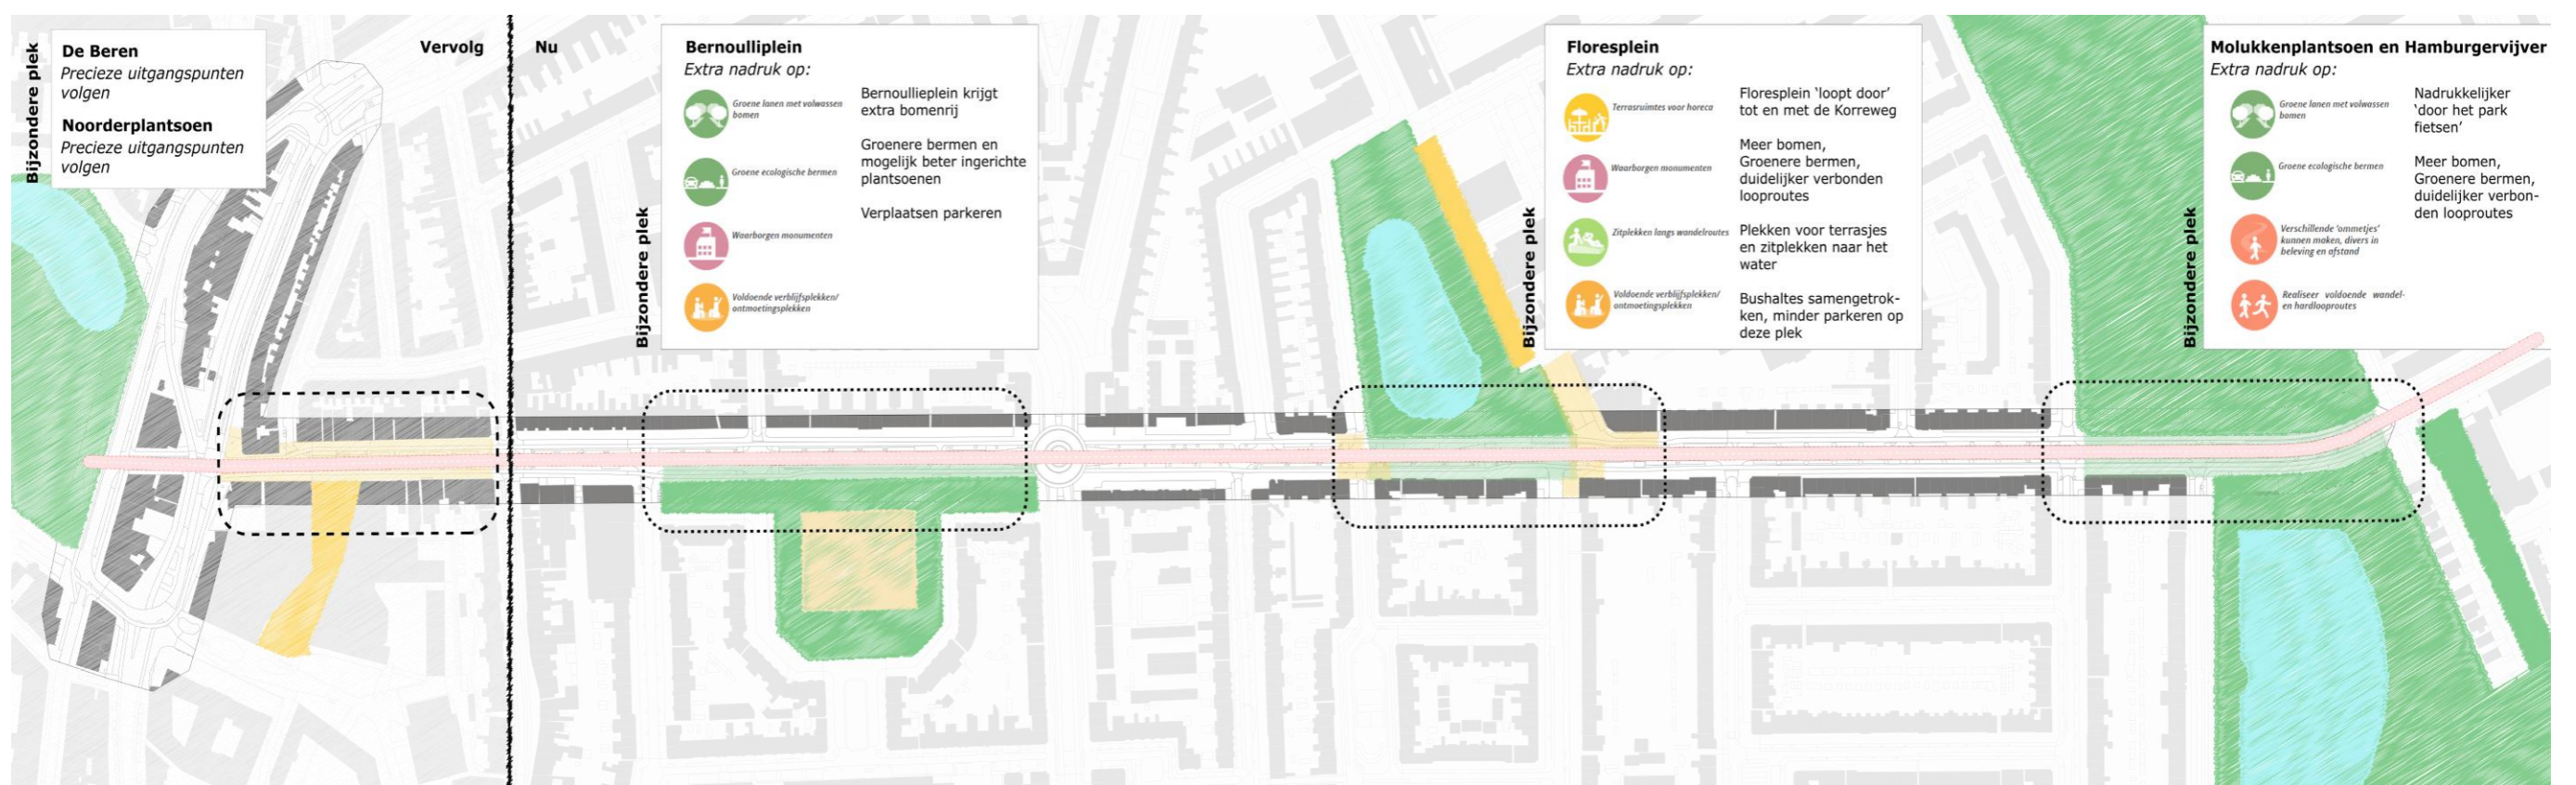 Bijzondere plek
De Beren
Precieze uitgangspunten
volgen
Noorderplantsoen
Precieze uitgangspunten
volgen
Vervolg
Nu
Bijzondere plek
Bernoulliplein
Extra nadruk op:
Groene lanen met volwassen
bomen
Groene ecologische bermen
Waarborgen monumenten
Voldoende verblijfsplekken/
ontmoetingsplekken
Bernoullieplein krijgt
extra bomenrij
Groenere bermen en
mogelijk beter ingerichte
plantsoenen
Verplaatsen parkeren
Bijzondere plek
Floresplein
Extra nadruk op:
Terrasruimtes voor horeca
Waarborgen monumenten
Zitplekken langs wandelroutes
Voldoende verblijfsplekken/
ontmoetingsplekken
Floresplein ‘loopt door’
tot en met de Korreweg
Meer bomen,
Groenere bermen,
duidelijker verbonden
looproutes
Plekken voor terrasjes
en zitplekken naar het
water
Bushaltes samengetrok-
ken, minder parkeren op
deze plek
Bijzondere plek
Molukkenplantsoen en Hamburgervijver
Extra nadruk op:
Groene lanen met volwassen
bomen
Groene ecologische bermen
Verschillende ‘ommetjes’
kunnen maken, divers in
beleving en afstand
Realiseer voldoende wandel-
en hardlooproutes
Nadrukkelijker
‘door het park
fietsen’
Meer bomen,
Groenere bermen,
duidelijker verbon-
den looproutes